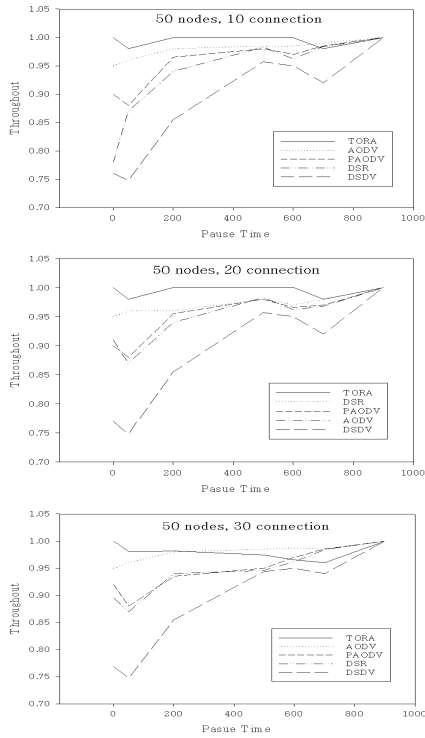 50 nodes, 10 connection
1.05
1.00
0.95
0.90
0.85
0.80
0.75
0.70
Throughout
TORA
AODV
PAODV
DSR
DSDV
0 200 400 600 800 1000
Pause Time
50 nodes, 20 connection
1.05
1.00
0.95
0.90
0.85
0.80
0.75
0.70
Throughout
TORA
DSR
PAODV
AODV
DSDV
0 200 400 600 800 1000
Pasue Time
50 nodes, 30 connection
1.05
1.00
0.95
0.90
0.85
0.80
0.75
0.70
Throughout
TORA
AODV
PAODV
DSR
DSDV
0 200 400 600 800 1000
Pasue Time